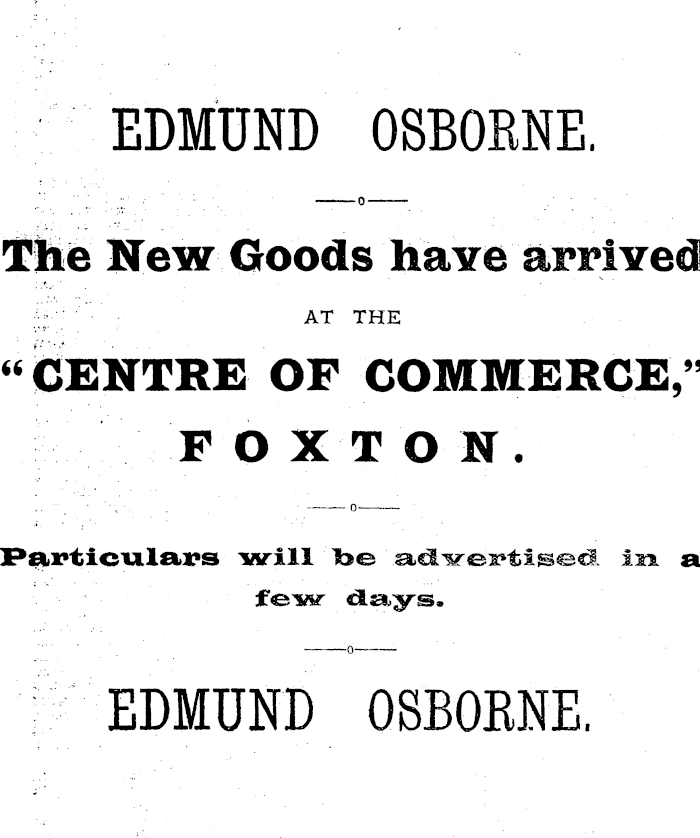 EDMUND OSBORNE.
——o——
The New Goods have arrived
AT THE
“CENTRE OF COMMERCE,”
FOXTON.
——o——
Particulars will be advertised in a
few days.
——o——
EDMUND OSBORNE.